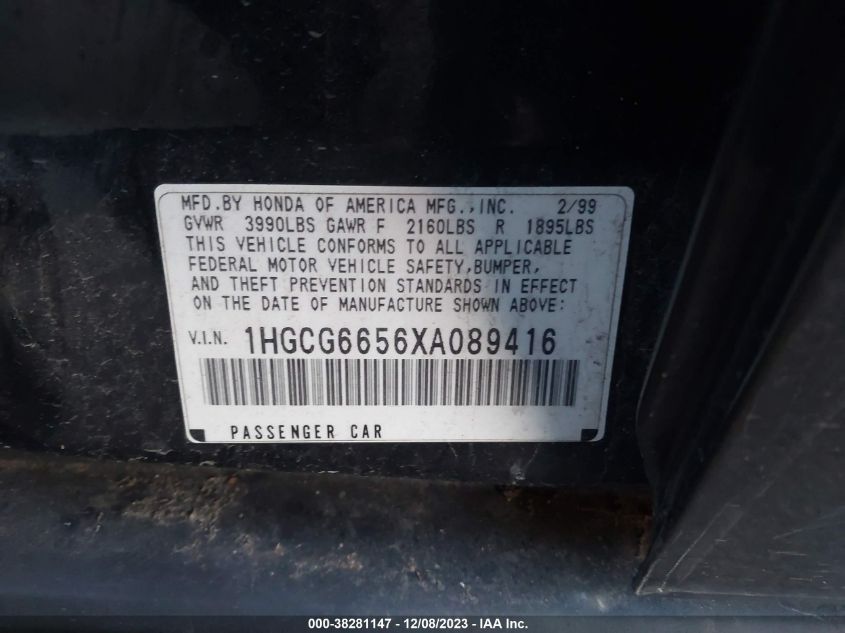 MFD.BY HONDA OF AMERICA MFG.,INC. 2/99
GVWR 3990LBS GAWR F 2160LBS R 1895LBS
THIS VEHICLE CONFORMS TO ALL APPLICABLE
FEDERAL MOTOR VEHICLE SAFETY,BUMPER,
AND THEFT PREVENTION STANDARDS IN EFFECT
ON THE DATE OF MANUFACTURE SHOWN ABOVE:
V.I.N. 1HGCG6656XA089416
PASSENGER CAR
000-38281147 - 12/08/2023 - IAA Inc.